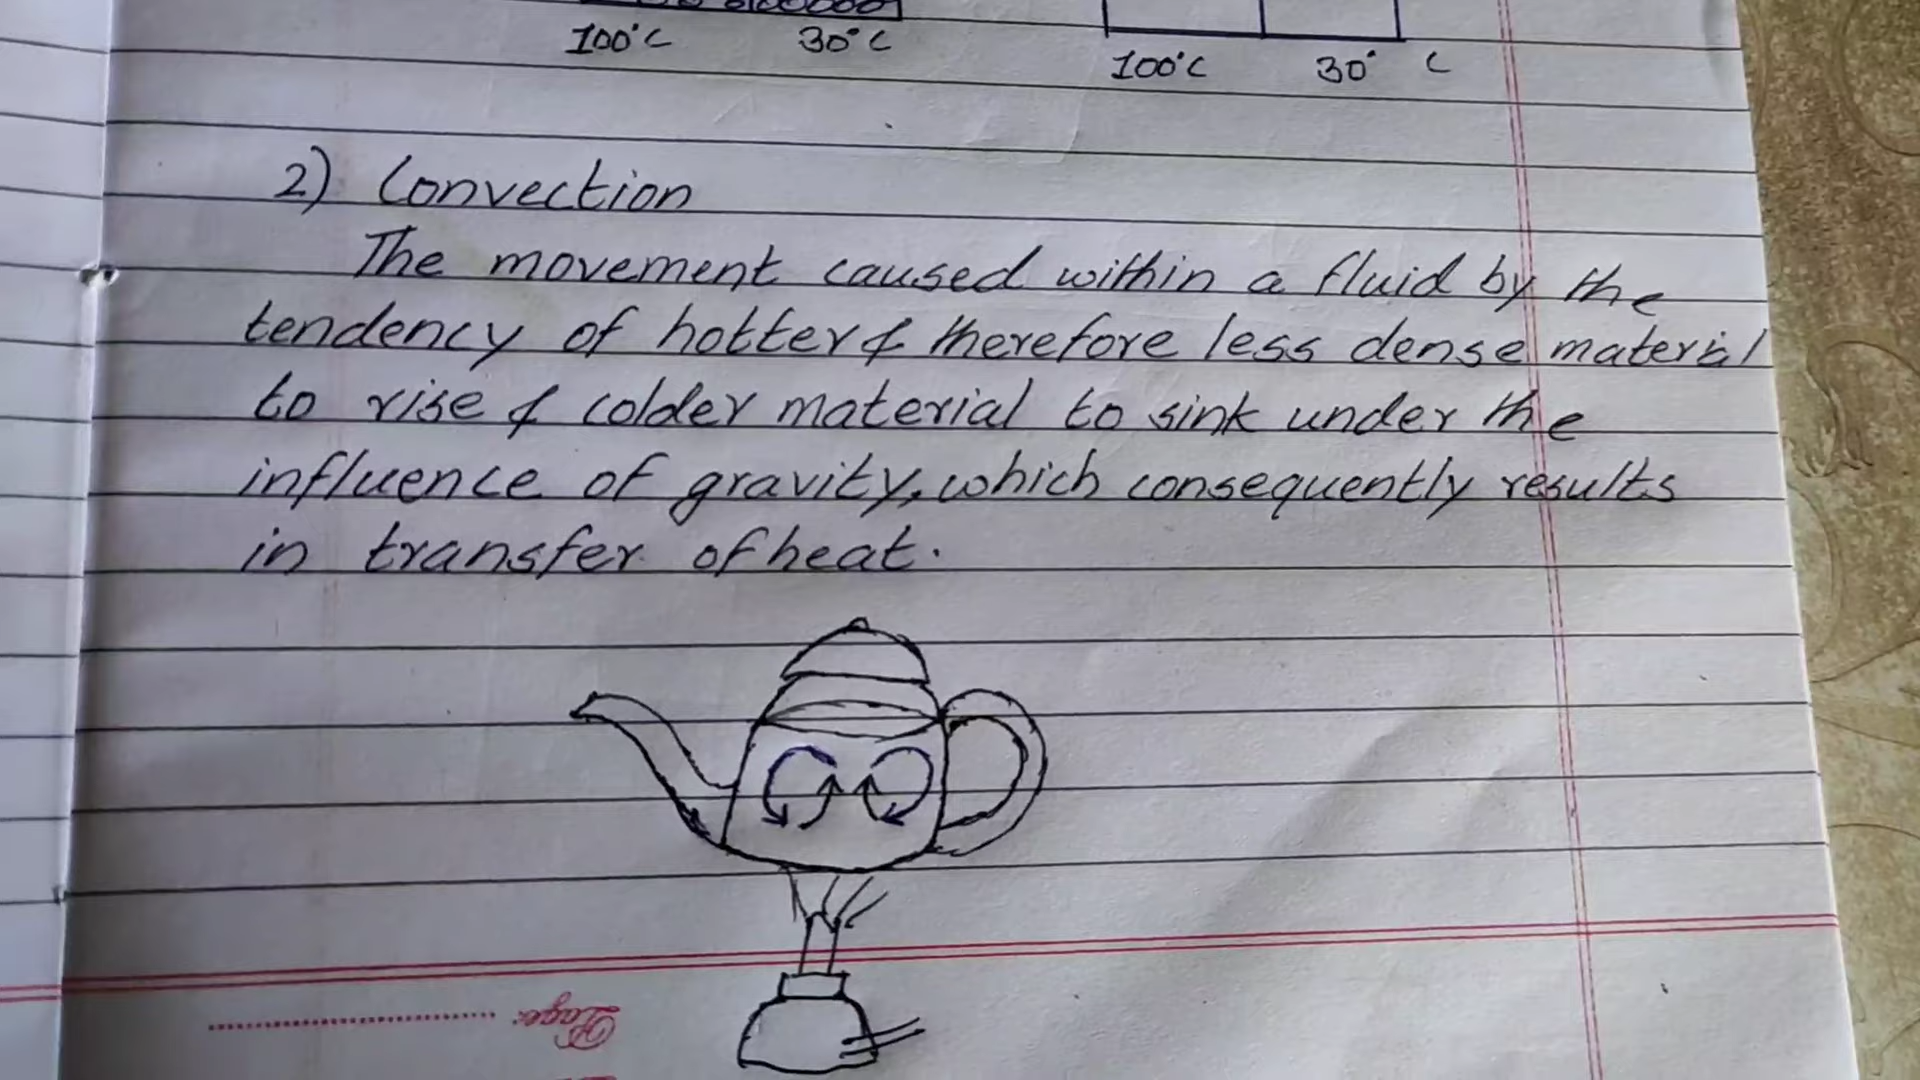 100°C 30°C 100°C 30° C
2) Convection
The movement caused within a fluid by the
tendency of hotter & therefore less dense material
to rise & colder material to sink under the
influence of gravity, which consequently results
in transfer of heat.
Page: